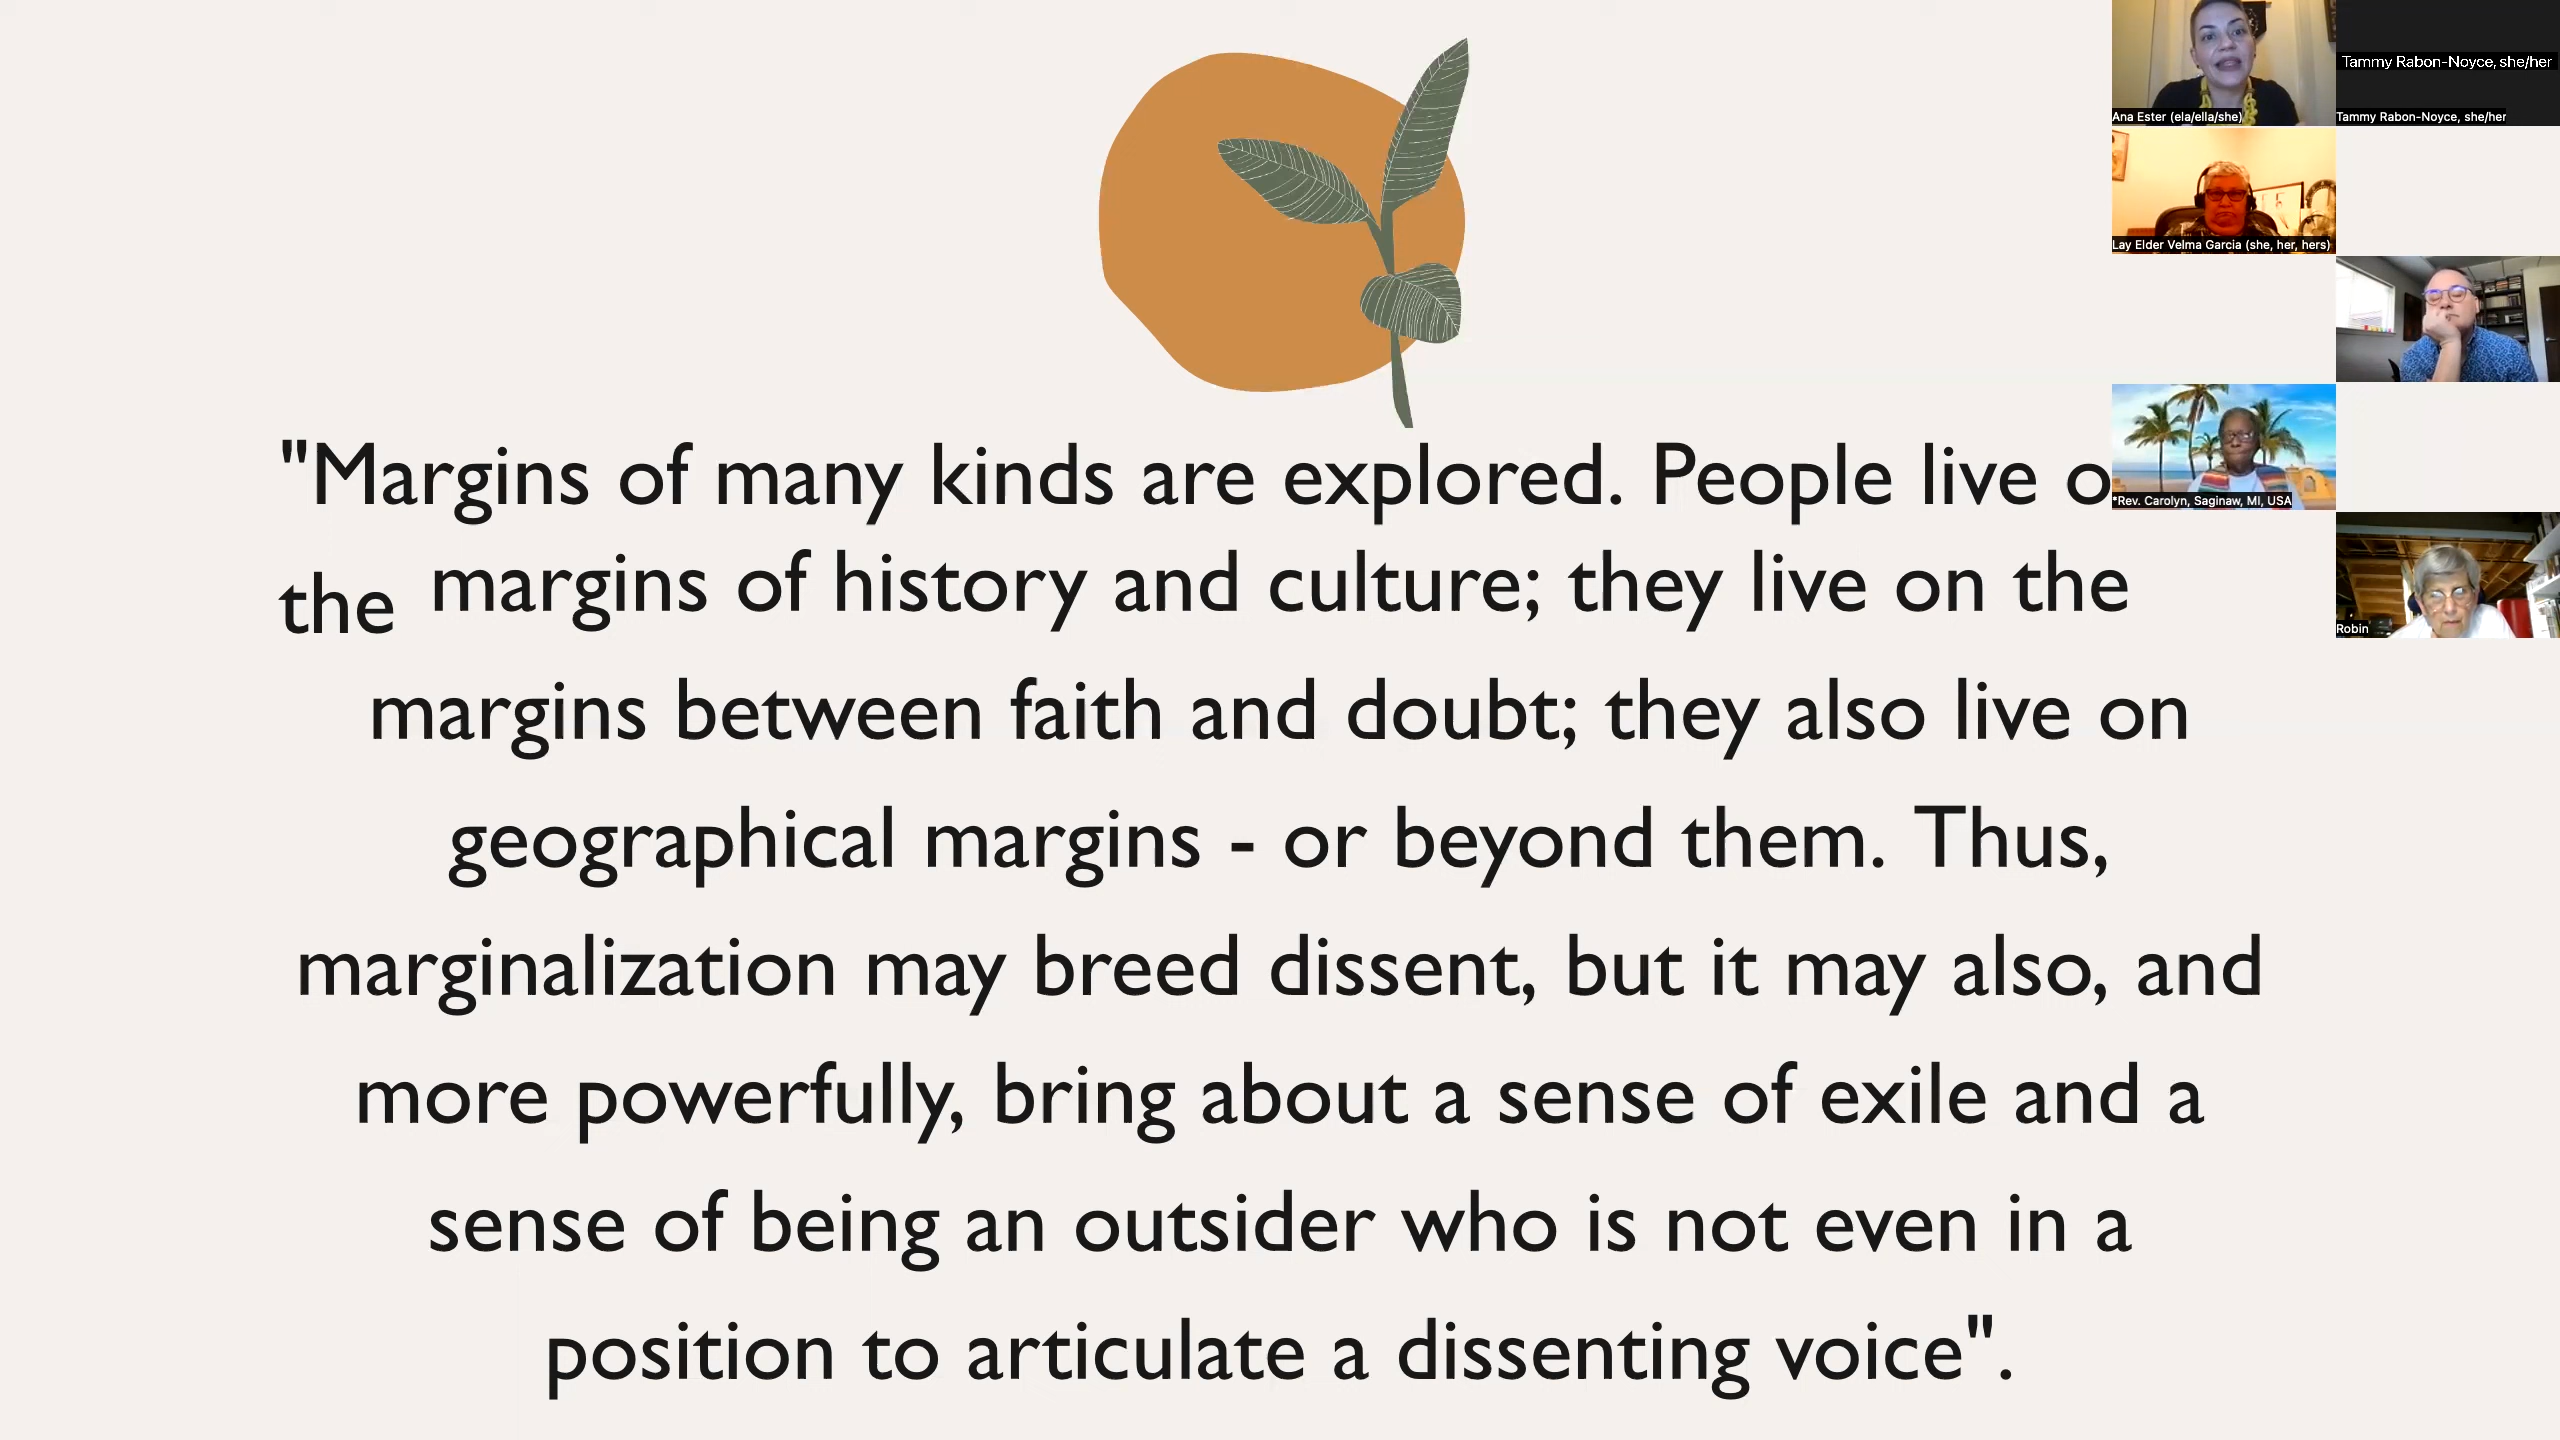 "Margins of many kinds are explored. People live o
the margins of history and culture; they live on the
margins between faith and doubt; they also live on
geographical margins - or beyond them. Thus,
marginalization may breed dissent, but it may also, and
more powerfully, bring about a sense of exile and a
sense of being an outsider who is not even in a
position to articulate a dissenting voice".
Ana Ester (ela/ella/she)
Tammy Rabon-Noyce, she/her
Tammy Rabon-Noyce, she/her
Lay Elder Velma Garcia (she, her, hers)
*Rev. Carolyn, Saginaw, MI, USA
Robin